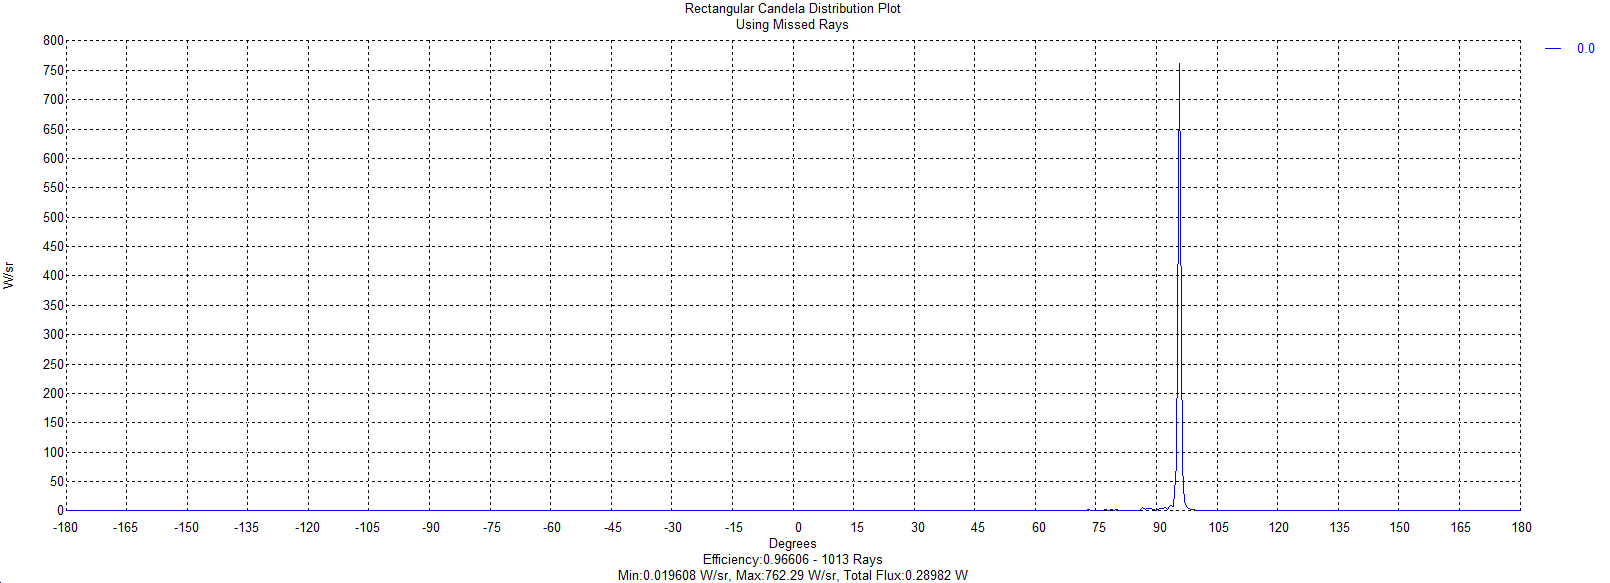 Rectangular Candela Distribution Plot
Using Missed Rays
0.0
800
750
700
650
600
550
500
450
400
350
300
250
200
150
100
50
0
W/sr
-180 -165 -150 -135 -120 -105 -90 -75 -60 -45 -30 -15 0 15 30 45 60 75 90 105 120 135 150 165 180
Degrees
Efficiency:0.96606 - 1013 Rays
Min:0.019608 W/sr, Max:762.29 W/sr, Total Flux:0.28982 W